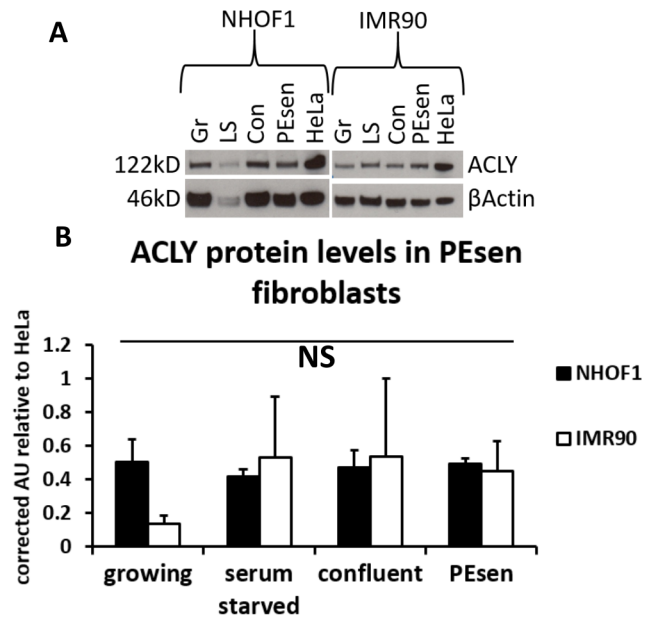 A
NHOF1 IMR90
Gr LS Con PEsen HeLa Gr LS Con PEsen HeLa
122kD ACLY
46kD βActin
B
ACLY protein levels in PEsen
fibroblasts
corrected AU relative to HeLa
1.2
1
0.8
0.6
0.4
0.2
0
NS
NHOF1
IMR90
growing serum confluent PEsen
starved